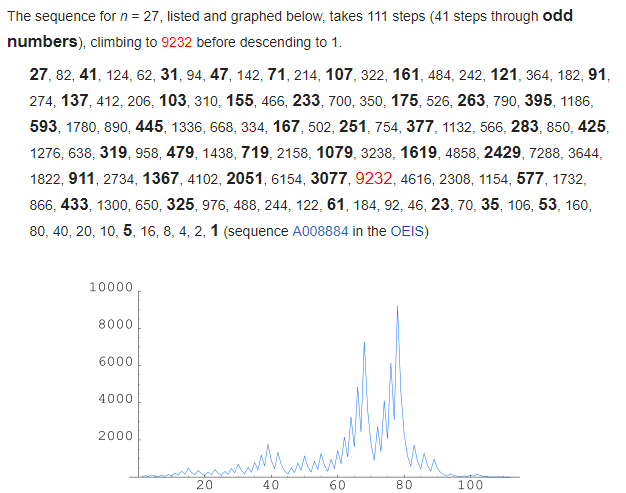 The sequence for n = 27, listed and graphed below, takes 111 steps (41 steps through odd
numbers), climbing to 9232 before descending to 1.
27, 82, 41, 124, 62, 31, 94, 47, 142, 71, 214, 107, 322, 161, 484, 242, 121, 364, 182, 91,
274, 137, 412, 206, 103, 310, 155, 466, 233, 700, 350, 175, 526, 263, 790, 395, 1186,
593, 1780, 890, 445, 1336, 668, 334, 167, 502, 251, 754, 377, 1132, 566, 283, 850, 425,
1276, 638, 319, 958, 479, 1438, 719, 2158, 1079, 3238, 1619, 4858, 2429, 7288, 3644,
1822, 911, 2734, 1367, 4102, 2051, 6154, 3077, 9232, 4616, 2308, 1154, 577, 1732,
866, 433, 1300, 650, 325, 976, 488, 244, 122, 61, 184, 92, 46, 23, 70, 35, 106, 53, 160,
80, 40, 20, 10, 5, 16, 8, 4, 2, 1 (sequence A008884 in the OEIS)
10000
8000
6000
4000
2000
20 40 60 80 100